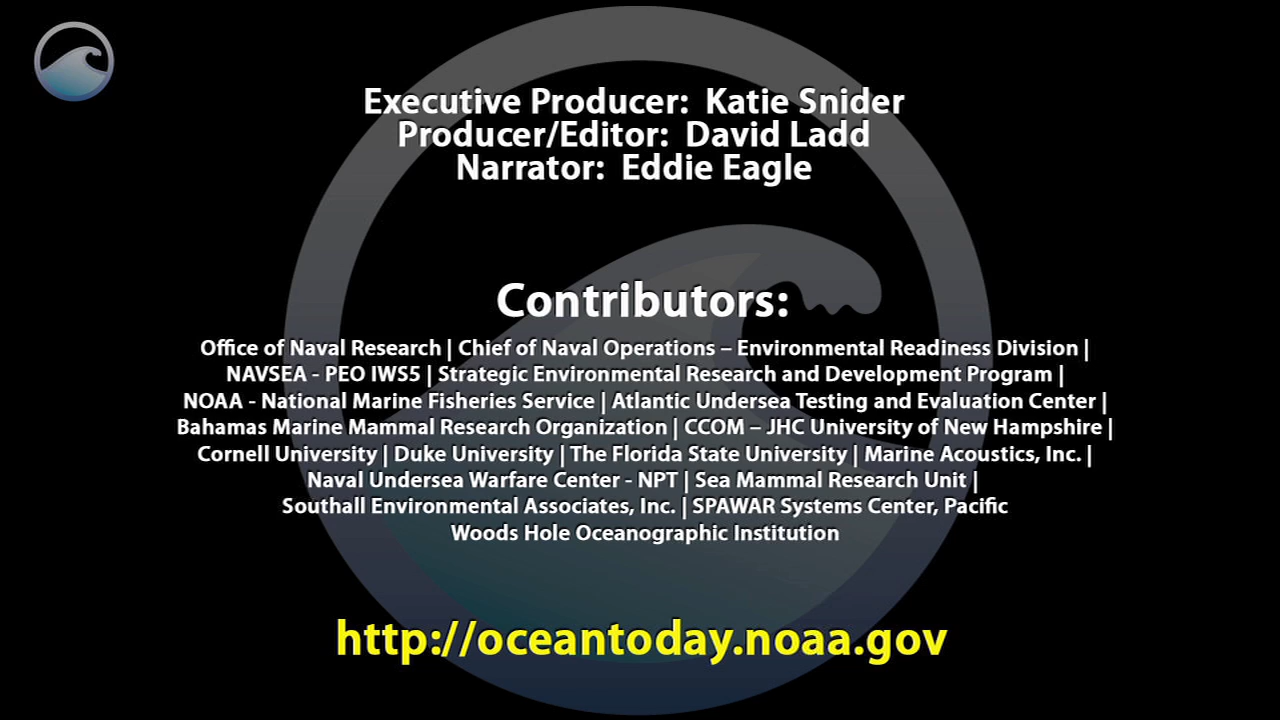 Executive Producer: Katie Snider
Producer/Editor: David Ladd
Narrator: Eddie Eagle
Contributors:
Office of Naval Research | Chief of Naval Operations – Environmental Readiness Division |
NAVSEA - PEO IWS5 | Strategic Environmental Research and Development Program |
NOAA - National Marine Fisheries Service | Atlantic Undersea Testing and Evaluation Center |
Bahamas Marine Mammal Research Organization | CCOM – JHC University of New Hampshire |
Cornell University | Duke University | The Florida State University | Marine Acoustics, Inc. |
Naval Undersea Warfare Center - NPT | Sea Mammal Research Unit |
Southall Environmental Associates, Inc. | SPAWAR Systems Center, Pacific
Woods Hole Oceanographic Institution
http://oceantoday.noaa.gov